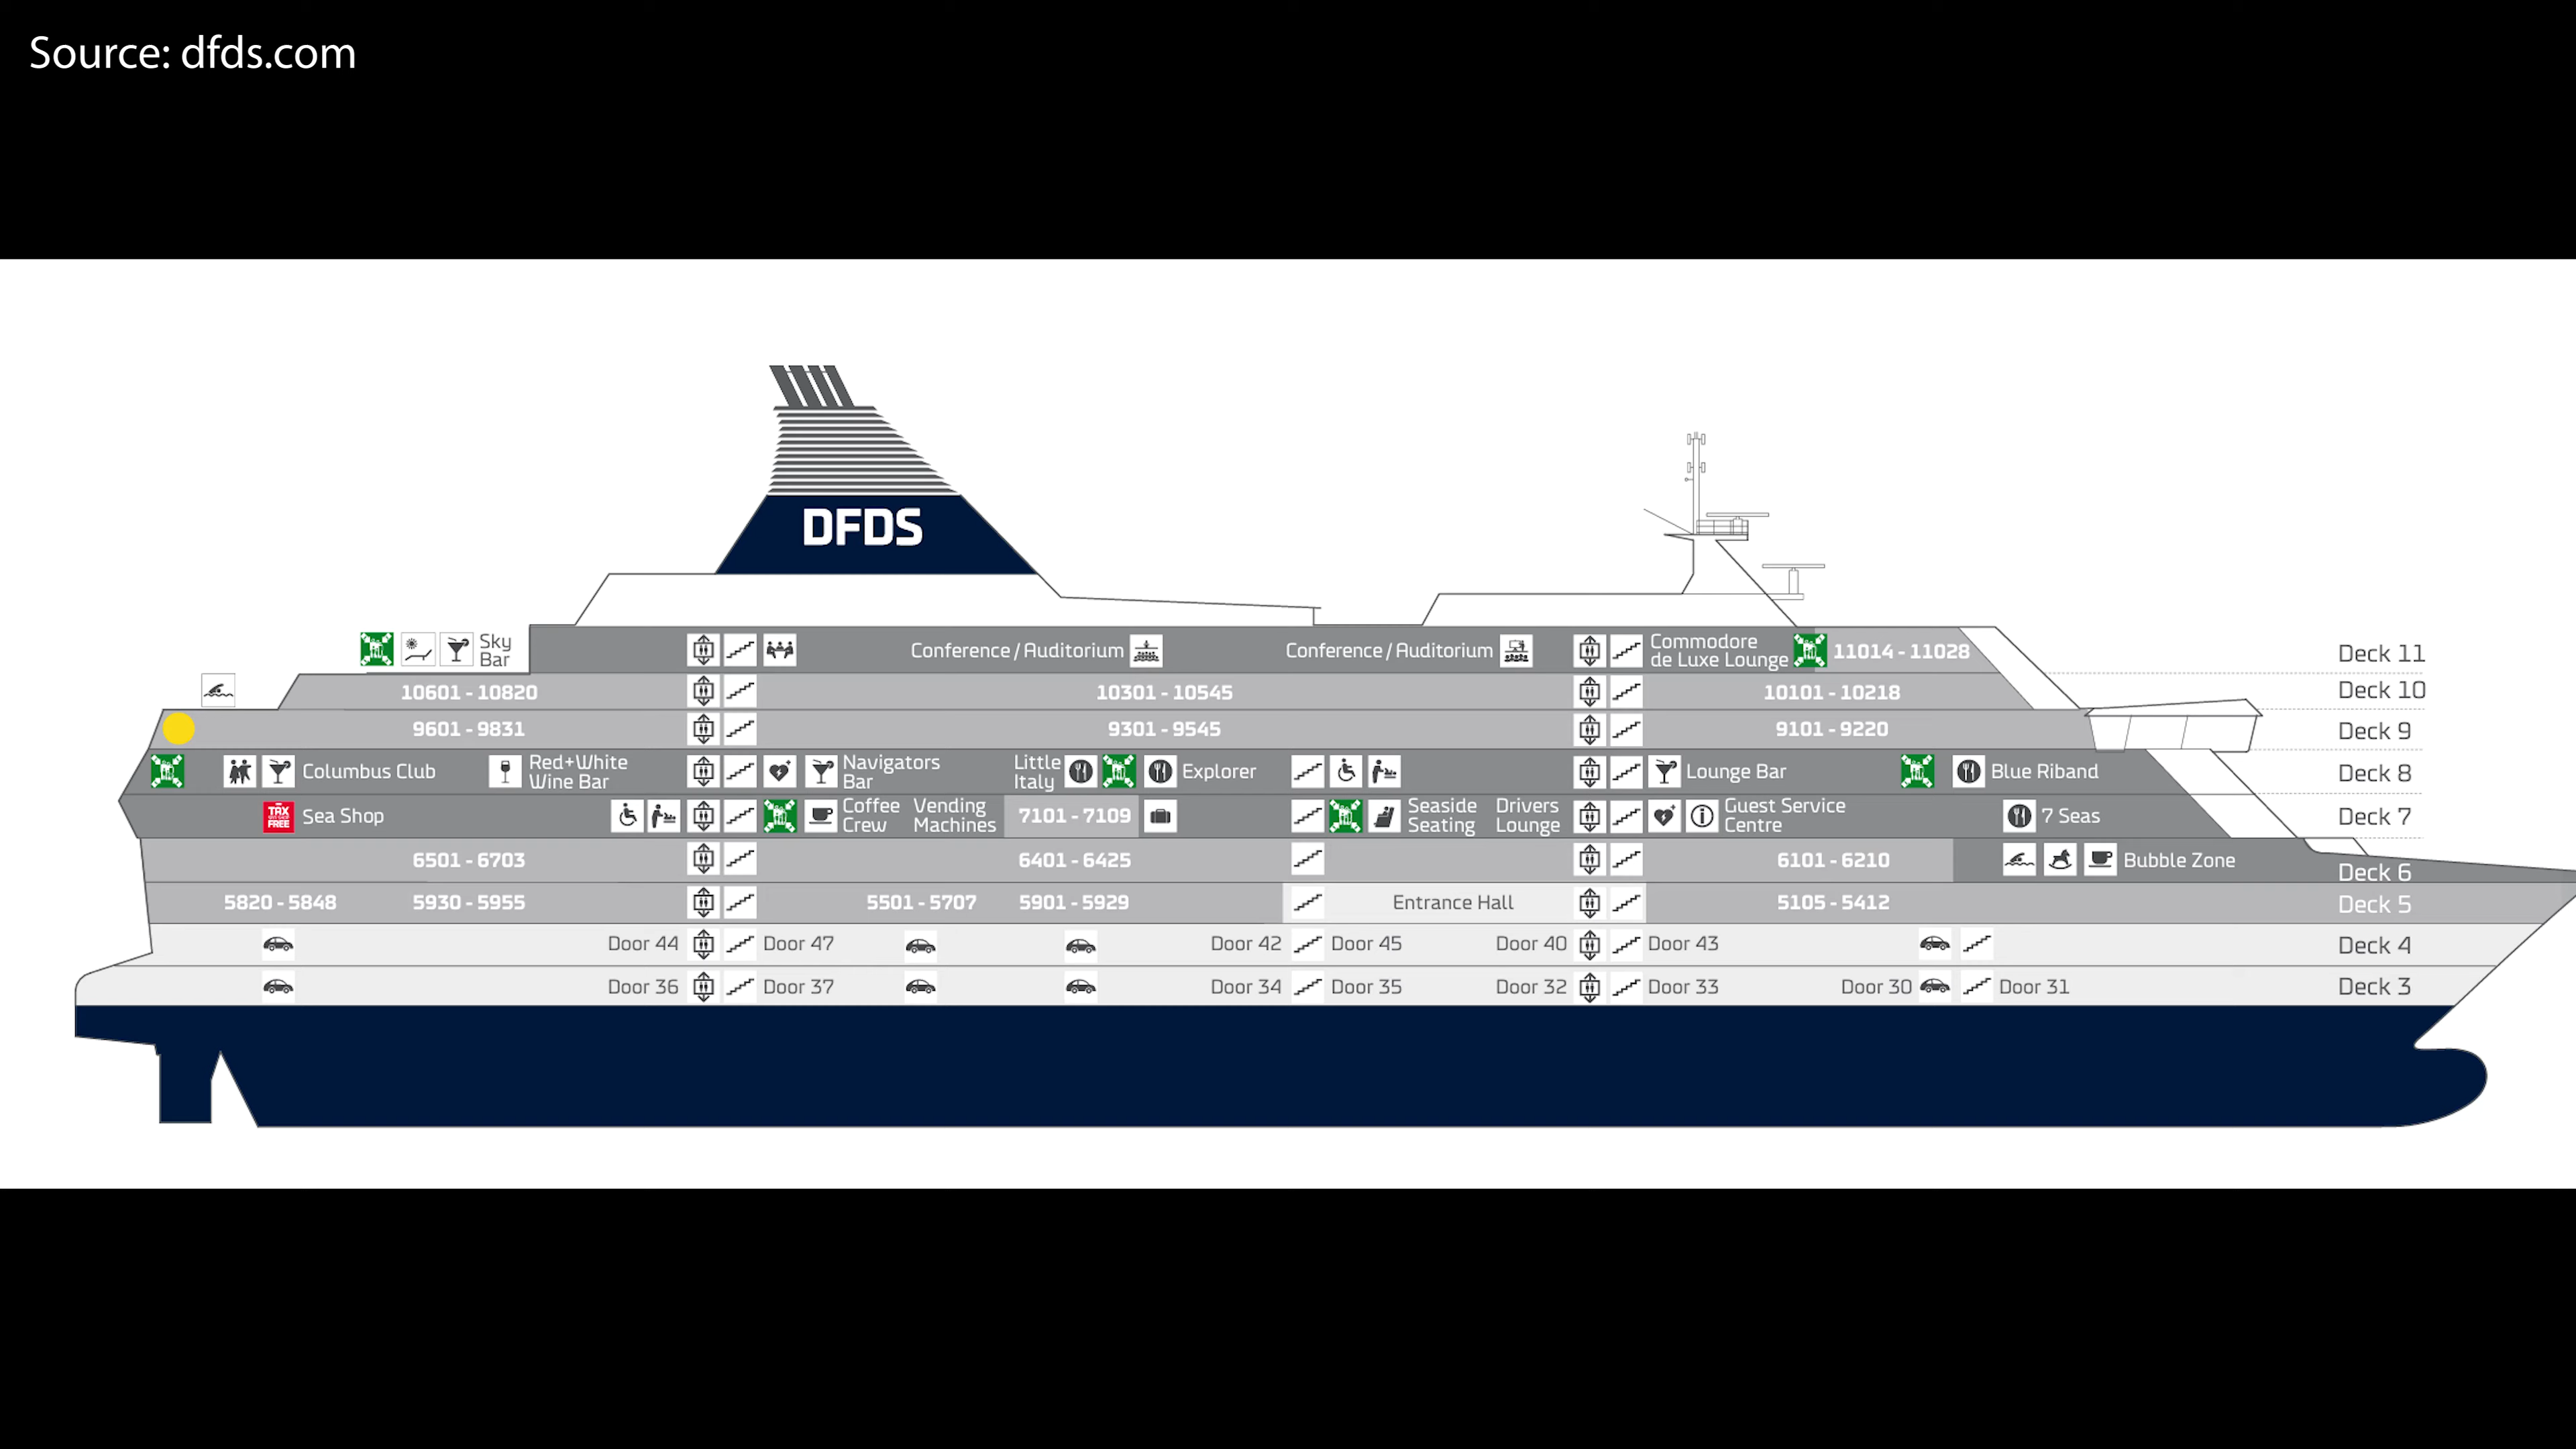 Source: dfds.com
DFDS
Sky
Bar
Conference / Auditorium
Conference / Auditorium
Commodore
de Luxe Lounge
11014 - 11028
Deck 11
10601 - 10820
10301 - 10545
10101 - 10218
Deck 10
9601 - 9831
9301 - 9545
9101 - 9220
Deck 9
Columbus Club
Red+White
Wine Bar
Navigators
Bar
Little
Italy
Explorer
Lounge Bar
Blue Riband
Deck 8
TAX
FREE
Sea Shop
Coffee
Crew
Vending
Machines
7101 - 7109
Seaside
Seating
Drivers
Lounge
Guest Service
Centre
7 Seas
Deck 7
6501 - 6703
6401 - 6425
6101 - 6210
Bubble Zone
Deck 6
5820 - 5848
5930 - 5955
5501 - 5707
5901 - 5929
Entrance Hall
5105 - 5412
Deck 5
Door 44
Door 47
Door 42
Door 45
Door 40
Door 43
Deck 4
Door 36
Door 37
Door 34
Door 35
Door 32
Door 33
Door 30
Door 31
Deck 3